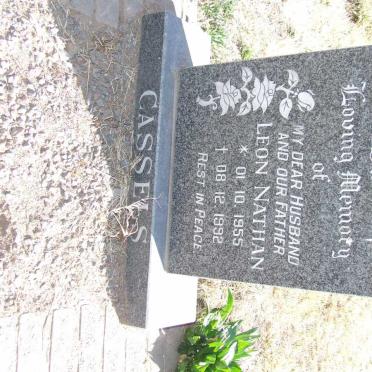 Loving Memory
of
MY DEAR HUSBAND
AND OUR FATHER
LEON NATHAN
* 01. 10. 1955
† 08. 12. 1992
REST IN PEACE
CASSELS